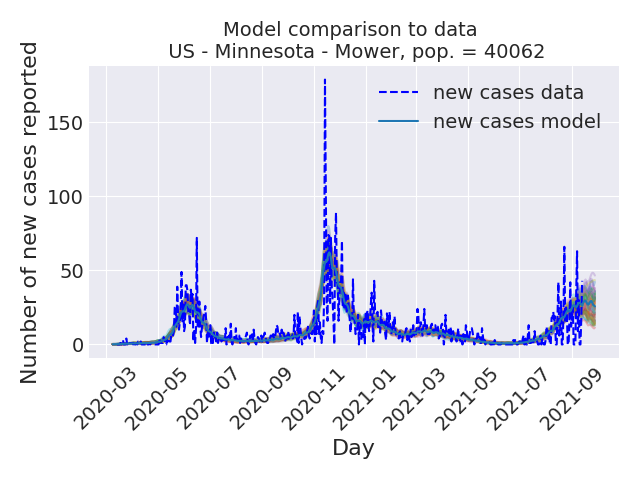 Model comparison to data
US - Minnesota - Mower, pop. = 40062
Number of new cases reported
150
100
50
0
new cases data
new cases model
2020-03
2020-05
2020-07
2020-09
2020-11
2021-01
2021-03
2021-05
2021-07
2021-09
Day